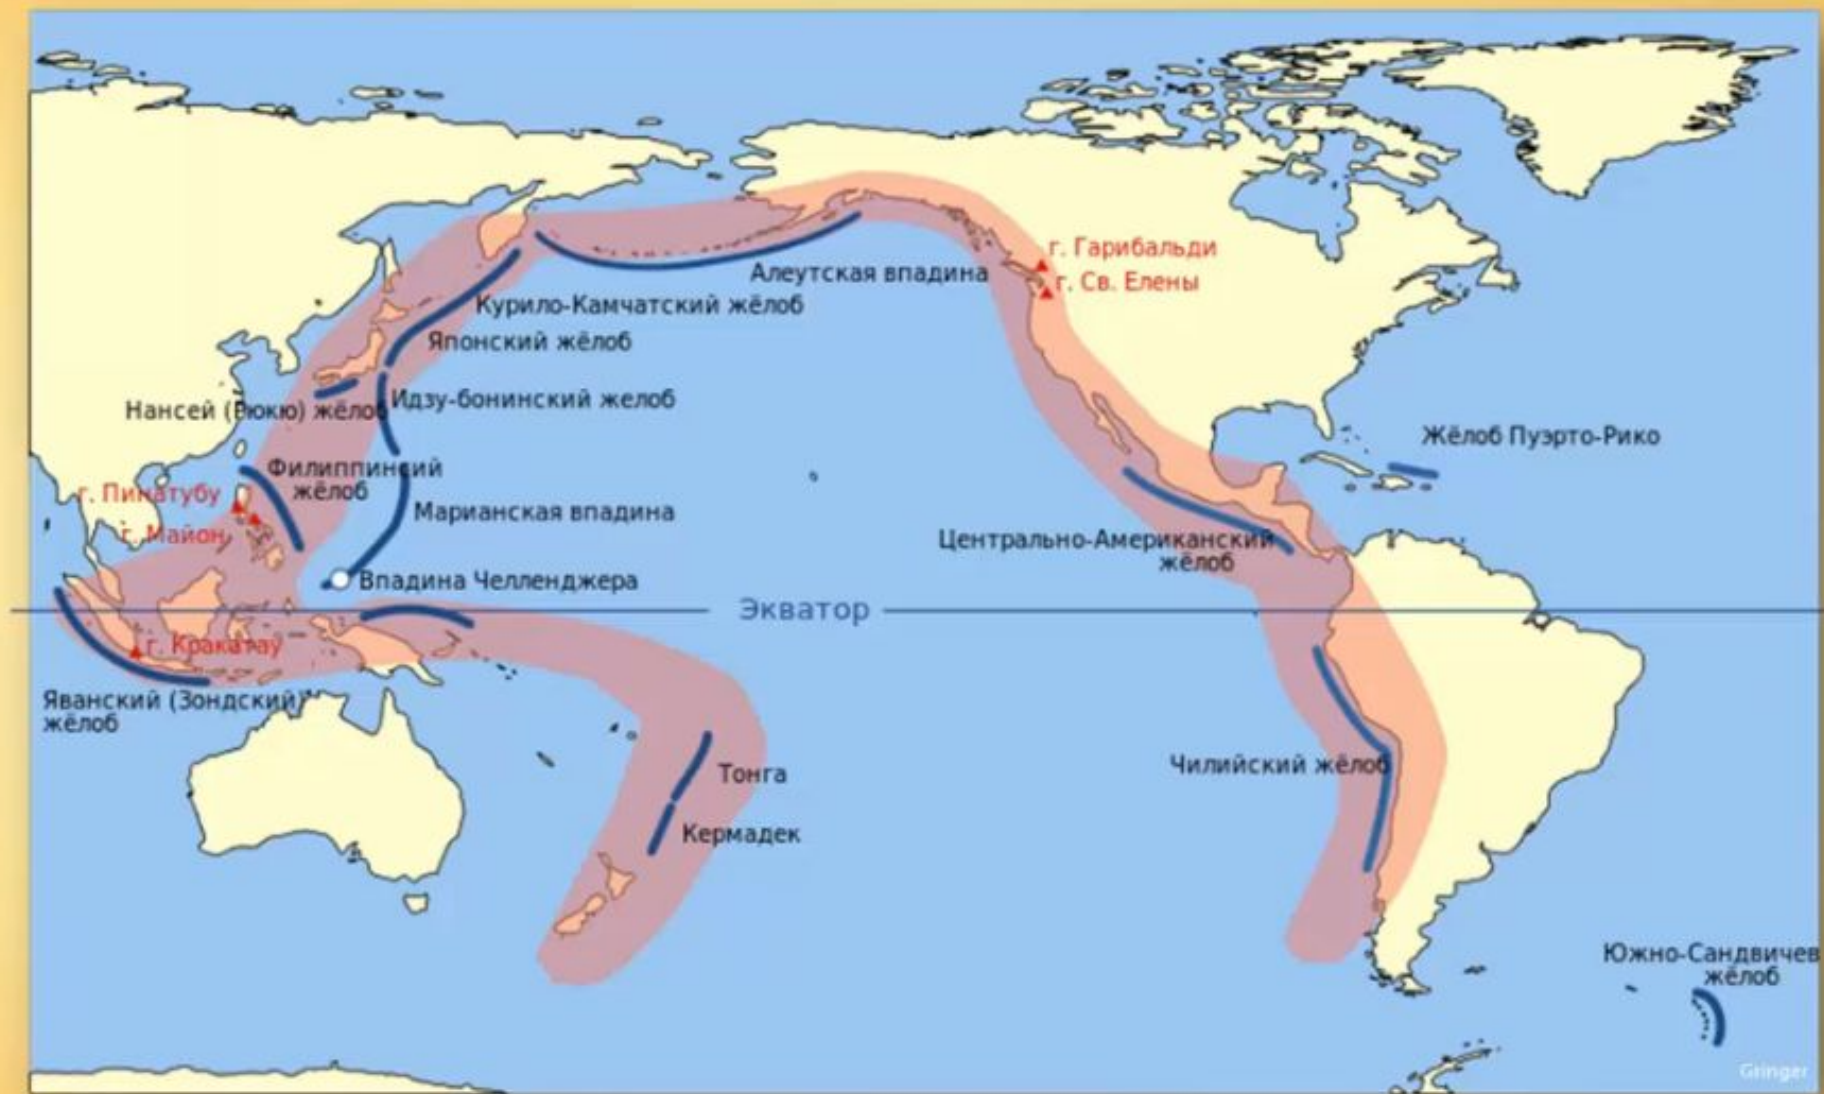 г. Гарибальди
Алеутская впадина
г. Св. Елены
Курило-Камчатский жёлоб
Японский жёлоб
Нансей (Рюкю) жёлоб
Идзу-бонинский желоб
Жёлоб Пуэрто-Рико
Филиппинсий
жёлоб
г. Пинатубу
Марианская впадина
г. Майон
Центрально-Американский
жёлоб
Впадина Челленджера
Экватор
г. Кракатау
Яванский (Зондский)
жёлоб
Тонга
Чилийский жёлоб
Кермадек
Южно-Сандвичев
жёлоб
Gringer